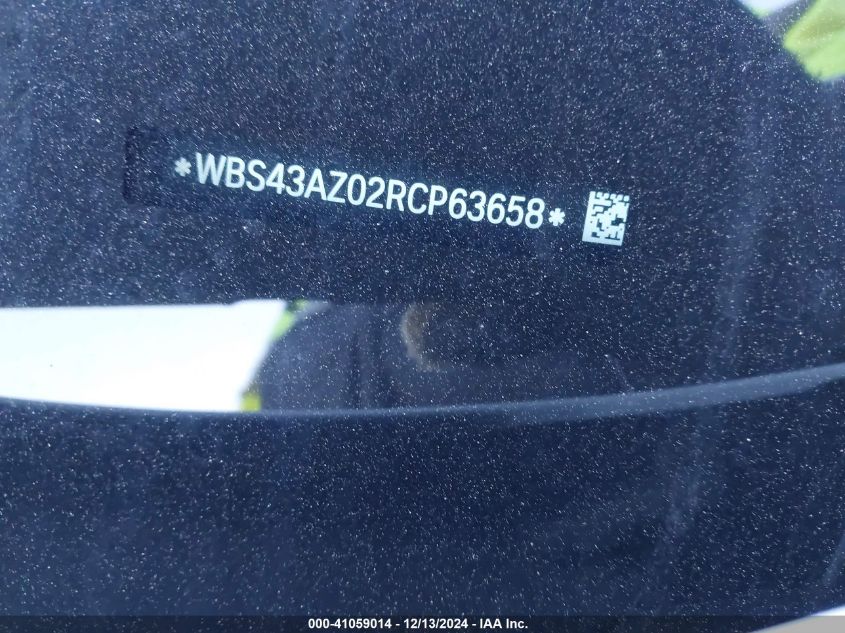 *WBS43AZ02RCP63658*
000-41059014 - 12/13/2024 - IAA Inc.